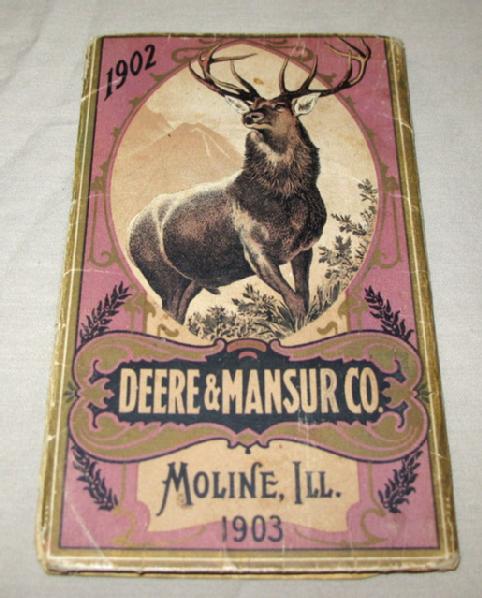 1902
DEERE & MANSUR CO.
MOLINE, ILL.
1903